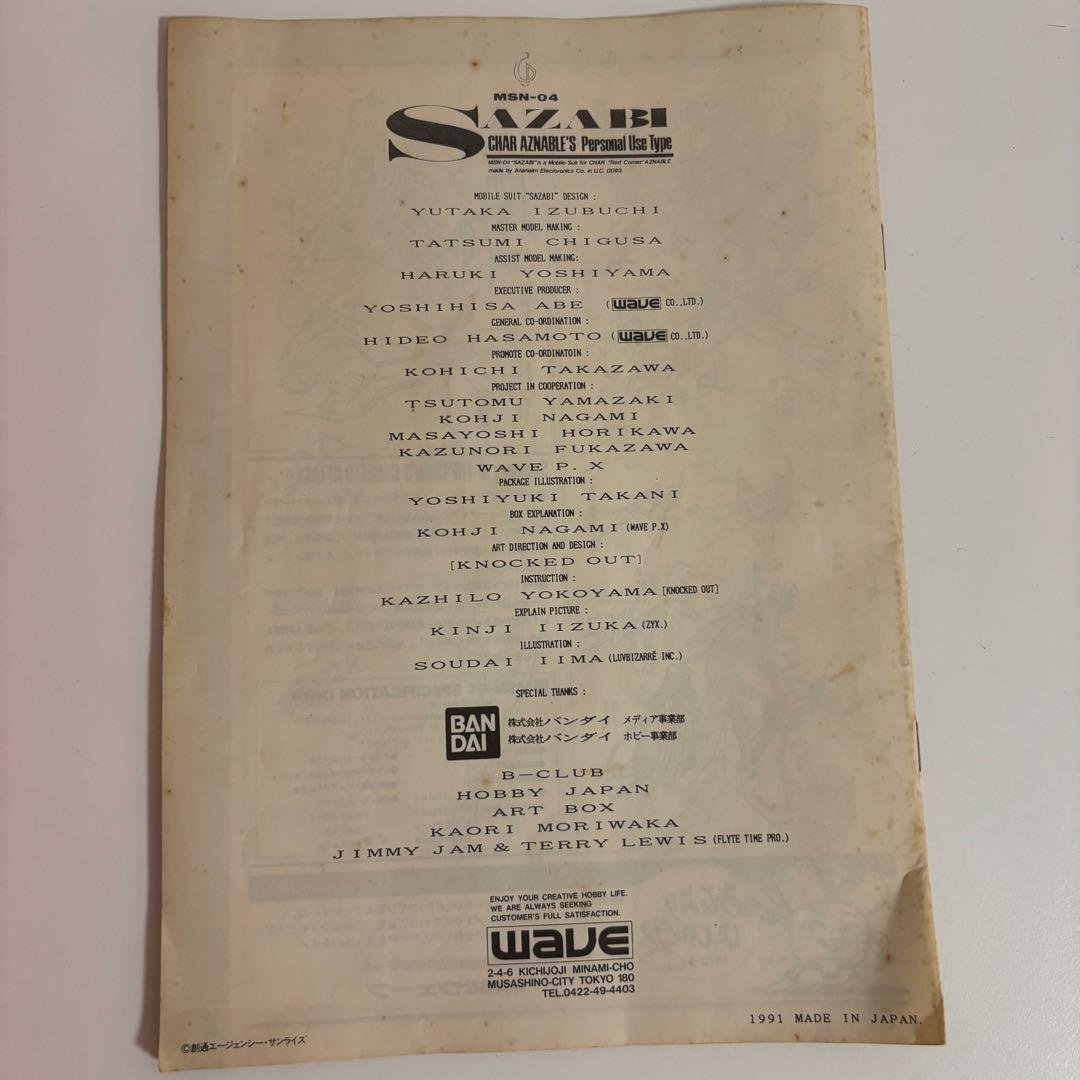 MSN-04
SAZABI
CHAR AZNABLE'S Personal Use Type
MSN-04 "SAZABI" is a Mobile-Suit for CHAR "Red Comet" AZNABLE
made by Anaheim Electoronics Co. in U.C. 0093.
MOBILE SUIT "SAZABI" DESIGN :
YUTAKA IZUBUCHI
MASTER MODEL MAKING :
TATSUMI CHIGUSA
ASSIST MODEL MAKING:
HARUKI YOSHIYAMA
EXECUTIVE PRODUCER :
YOSHIHISA ABE (WAVE CO.,LTD.)
GENERAL CO-ORDINATION :
HIDEO HASAMOTO (WAVE CO.,LTD.)
PROMOTE CO-ORDINATOIN :
KOHICHI TAKAZAWA
PROJECT IN COOPERATION :
TSUTOMU YAMAZAKI
KOHJI NAGAMI
MASAYOSHI HORIKAWA
KAZUNORI FUKAZAWA
WAVE P. X
PACKAGE ILLUSTRATION :
YOSHIYUKI TAKANI
BOX EXPLANATION :
KOHJI NAGAMI (WAVE P.X)
ART DIRECTION AND DESIGN :
[KNOCKED OUT]
INSTRUCTION :
KAZHILO YOKOYAMA [KNOCKED OUT]
EXPLAIN PICTURE :
KINJI IIZUKA (ZYX.)
ILLUSTRATION :
SOUDAI IIMA (LUVBIZARRÉ INC.)
SPECIAL THANKS :
BAN
DAI
株式会社バンダイ メディア事業部
株式会社バンダイ ホビー事業部
B-CLUB
HOBBY JAPAN
ART BOX
KAORI MORIWAKA
JIMMY JAM & TERRY LEWIS (FLYTE TIME PRO.)
ENJOY YOUR CREATIVE HOBBY LIFE.
WE ARE ALWAYS SEEKING
CUSTOMER'S FULL SATISFACTION.
WAVE
2-4-6 KICHIJOJI MINAMI-CHO
MUSASHINO-CITY TOKYO 180
TEL.0422-49-4403
1991 MADE IN JAPAN.
©創通エージェンシー・サンライズ